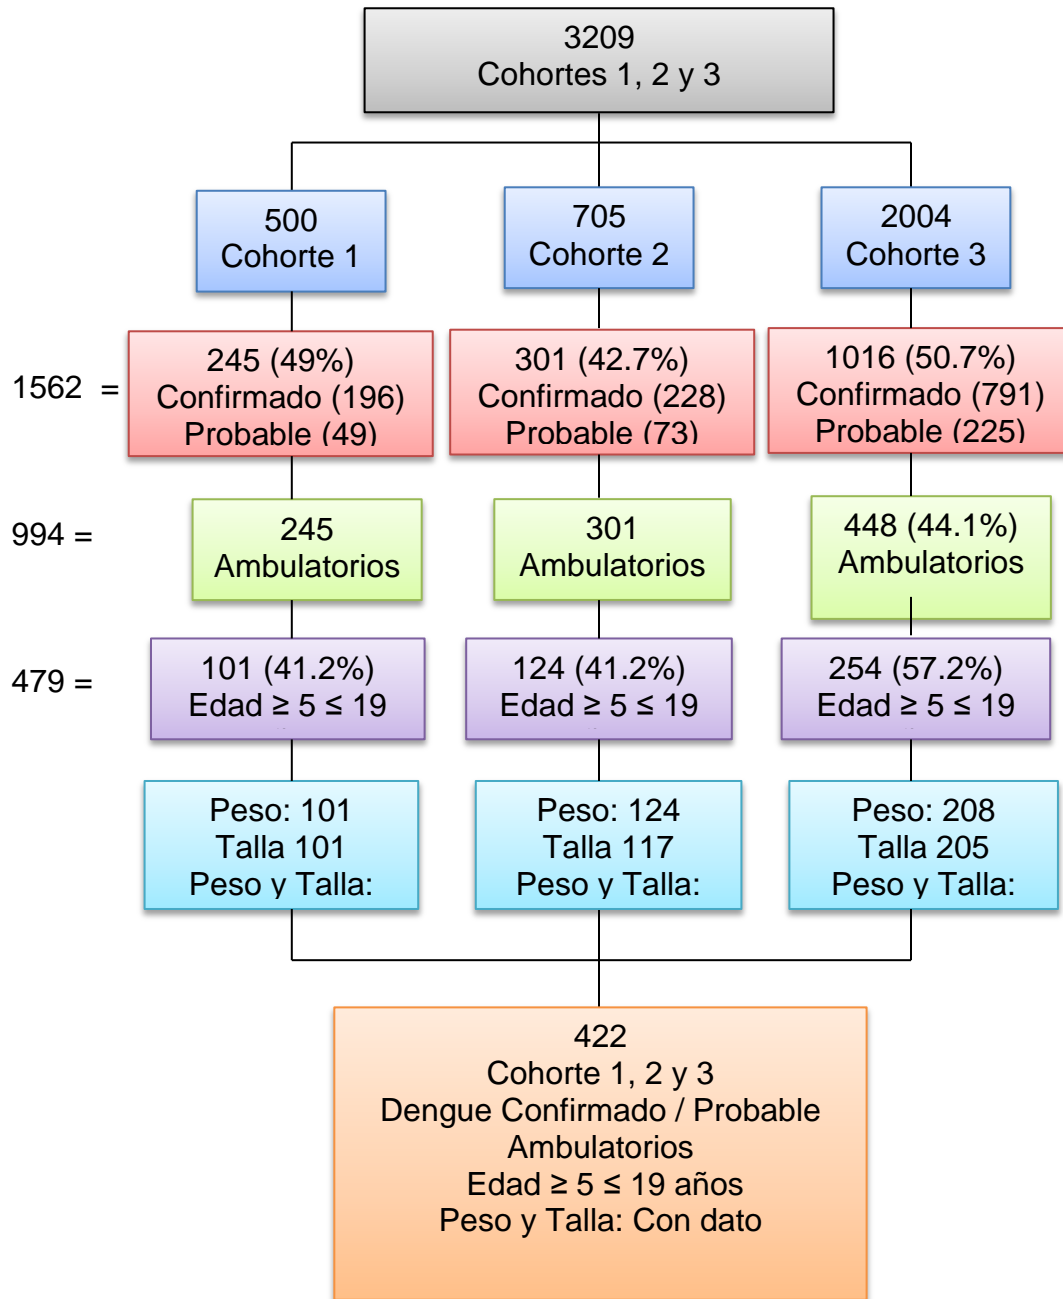 3209
Cohortes 1, 2 y 3
500
Cohorte 1
705
Cohorte 2
2004
Cohorte 3
1562 =
245 (49%)
Confirmado (196)
Probable (49)
301 (42.7%)
Confirmado (228)
Probable (73)
1016 (50.7%)
Confirmado (791)
Probable (225)
994 =
245
Ambulatorios
301
Ambulatorios
448 (44.1%)
Ambulatorios
479 =
101 (41.2%)
Edad ≥ 5 ≤ 19
124 (41.2%)
Edad ≥ 5 ≤ 19
254 (57.2%)
Edad ≥ 5 ≤ 19
Peso: 101
Talla 101
Peso y Talla:
Peso: 124
Talla 117
Peso y Talla:
Peso: 208
Talla 205
Peso y Talla:
422
Cohorte 1, 2 y 3
Dengue Confirmado / Probable
Ambulatorios
Edad ≥ 5 ≤ 19 años
Peso y Talla: Con dato